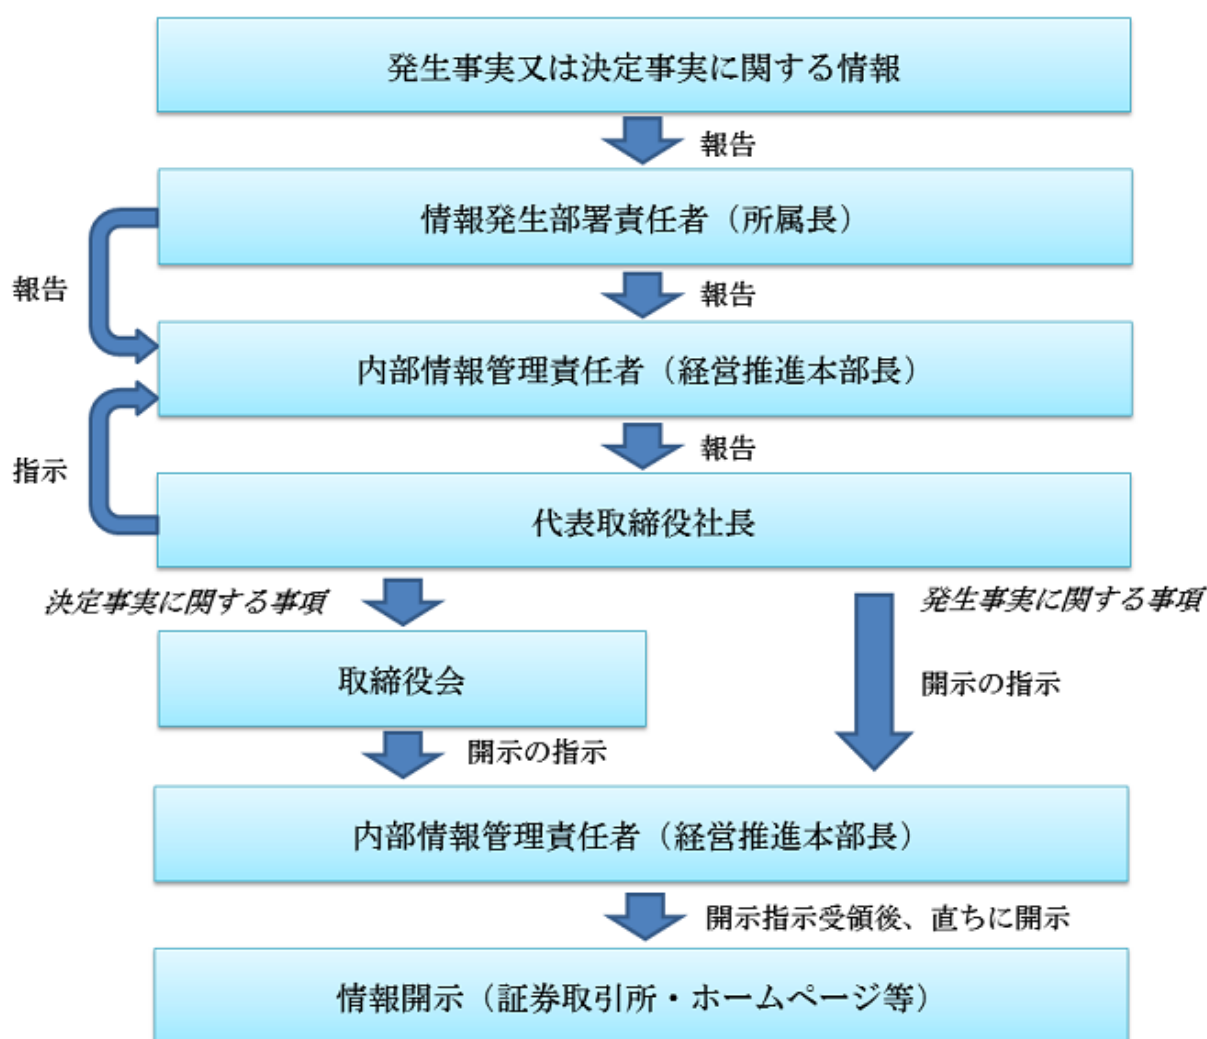 発生事実又は決定事実に関する情報
報告
情報発生部署責任者（所属長）
報告
報告
内部情報管理責任者（経営推進本部長）
報告
指示
代表取締役社長
決定事実に関する事項
発生事実に関する事項
取締役会
開示の指示
開示の指示
内部情報管理責任者（経営推進本部長）
開示指示受領後、直ちに開示
情報開示（証券取引所・ホームページ等）